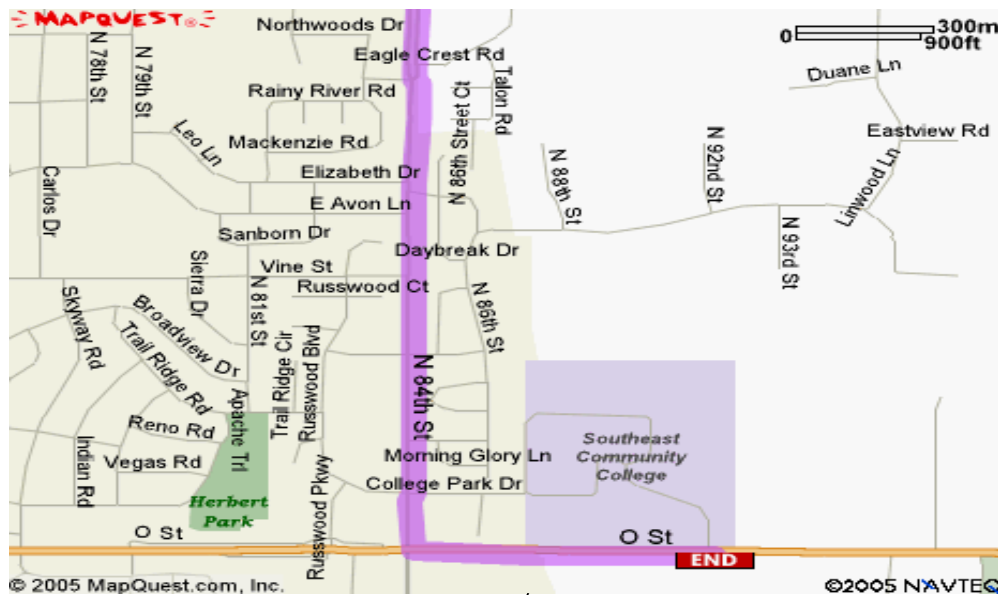 MAPQUEST®
Northwoods Dr
0 300m
900ft
N 78th St
N 79th St
Eagle Crest Rd
Duane Ln
Rainy River Rd
Talon Rd
N 86th Street Ct
Leo Ln
Mackenzie Rd
Eastview Rd
N 88th St
N 92nd St
Elizabeth Dr
Carlos Dr
E Avon Ln
Linwood Ln
Sanborn Dr
Daybreak Dr
N 93rd St
Sierra Dr
Vine St
Russwood Ct
N 81st St
Skyway Rd
Broadview Dr
N 86th St
Trail Ridge Rd
Trail Ridge Cir
Russwood Blvd
N 84th St
Apache Trl
Reno Rd
Indian Rd
Vegas Rd
Morning Glory Ln
Southeast
Community
College
College Park Dr
Russwood Pkwy
Herbert
Park
O St
O St
END
© 2005 MapQuest.com, Inc.
©2005 NAVTEQ